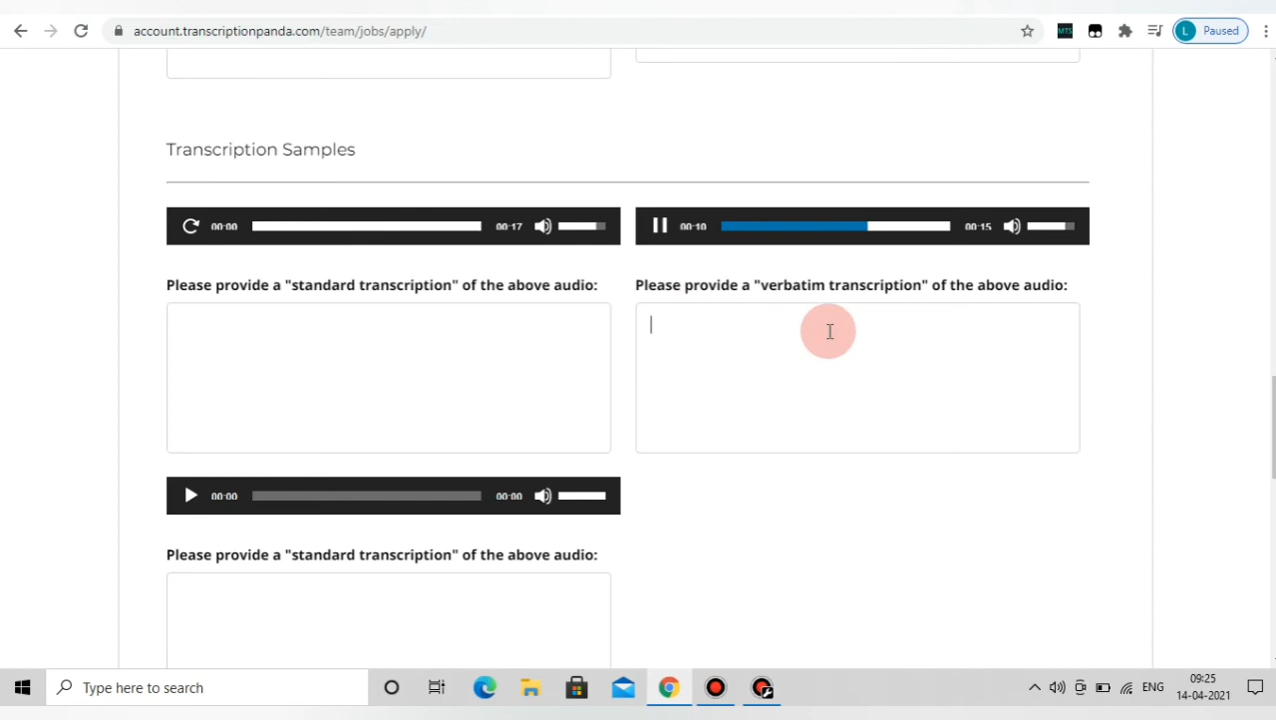 account.transcriptionpanda.com/team/jobs/apply/
MTS
L Paused
Transcription Samples
00:00 00:17
00:10 00:15
Please provide a "standard transcription" of the above audio:
Please provide a "verbatim transcription" of the above audio:
00:00 00:00
Please provide a "standard transcription" of the above audio:
Type here to search
ENG
09:25
14-04-2021